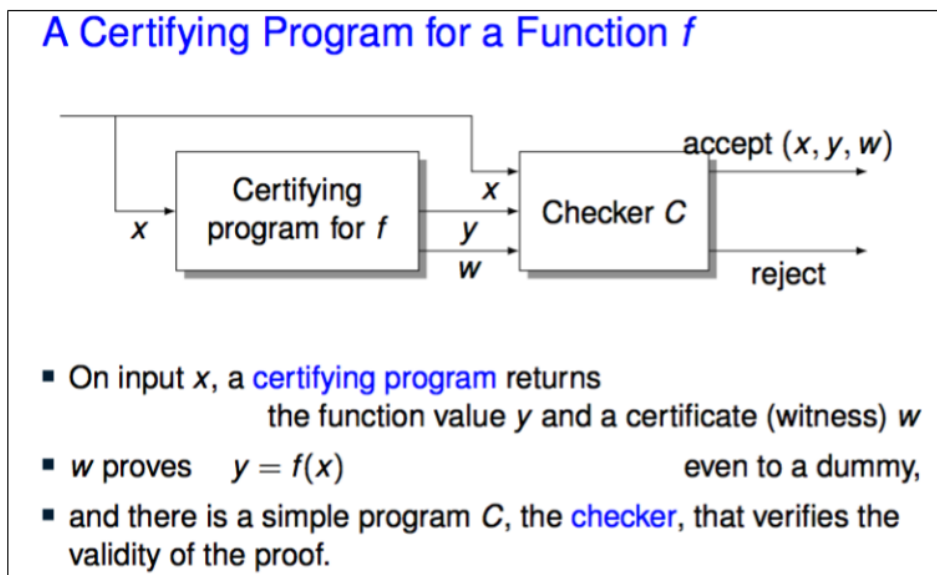 A Certifying Program for a Function f
accept (x, y, w)
Certifying
program for f
x
x
y
w
Checker C
reject
▪ On input x, a certifying program returns
the function value y and a certificate (witness) w
▪ w proves y = f(x) even to a dummy,
▪ and there is a simple program C, the checker, that verifies the
validity of the proof.